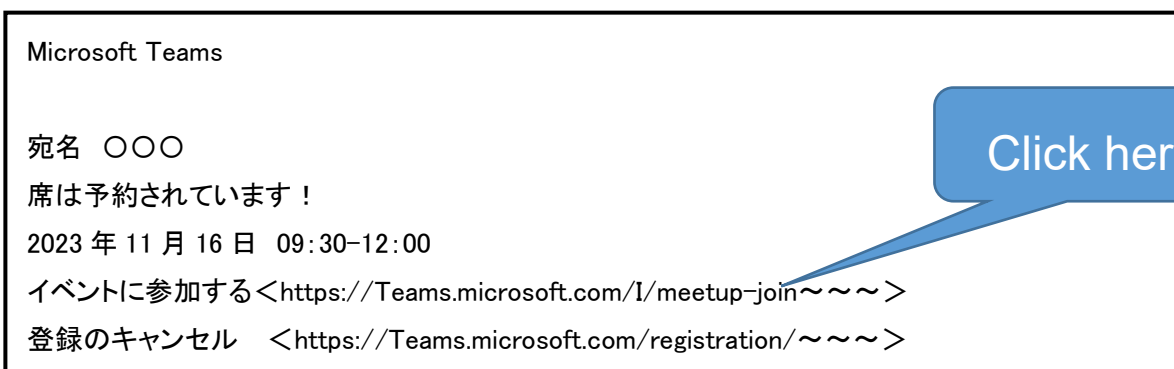 Microsoft Teams
宛名 〇〇〇
席は予約されています！
2023 年 11 月 16 日 09：30-12：00
イベントに参加する＜https://Teams.microsoft.com/I/meetup-join～～～＞
登録のキャンセル ＜https://Teams.microsoft.com/registration/～～～＞
Click her